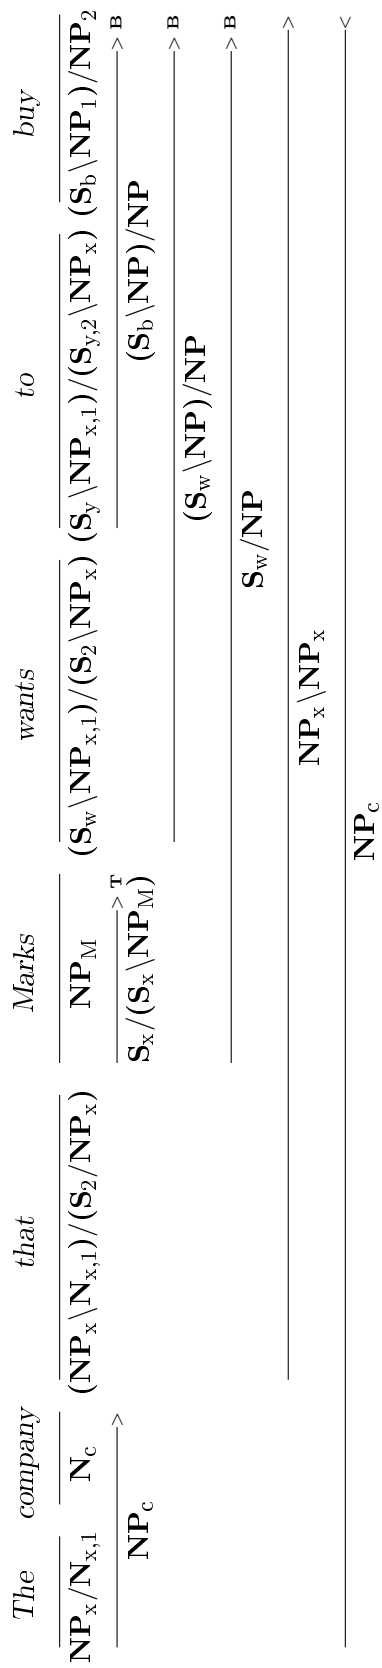 The company that Marks wants to buy
NP_x/N_{x,1} N_c (NP_x\N_{x,1})/(S_2/NP_x) NP_M (S_w\NP_{x,1})/(S_2\NP_x) (S_y\NP_{x,1})/(S_{y,2}\NP_x) (S_b\NP_1)/NP_2
> >T >B
NP_c S_x/(S_x\NP_M) (S_b\NP)/NP
>B
(S_w\NP)/NP
>B
S_w/NP
>
NP_x\NP_x
<
NP_c